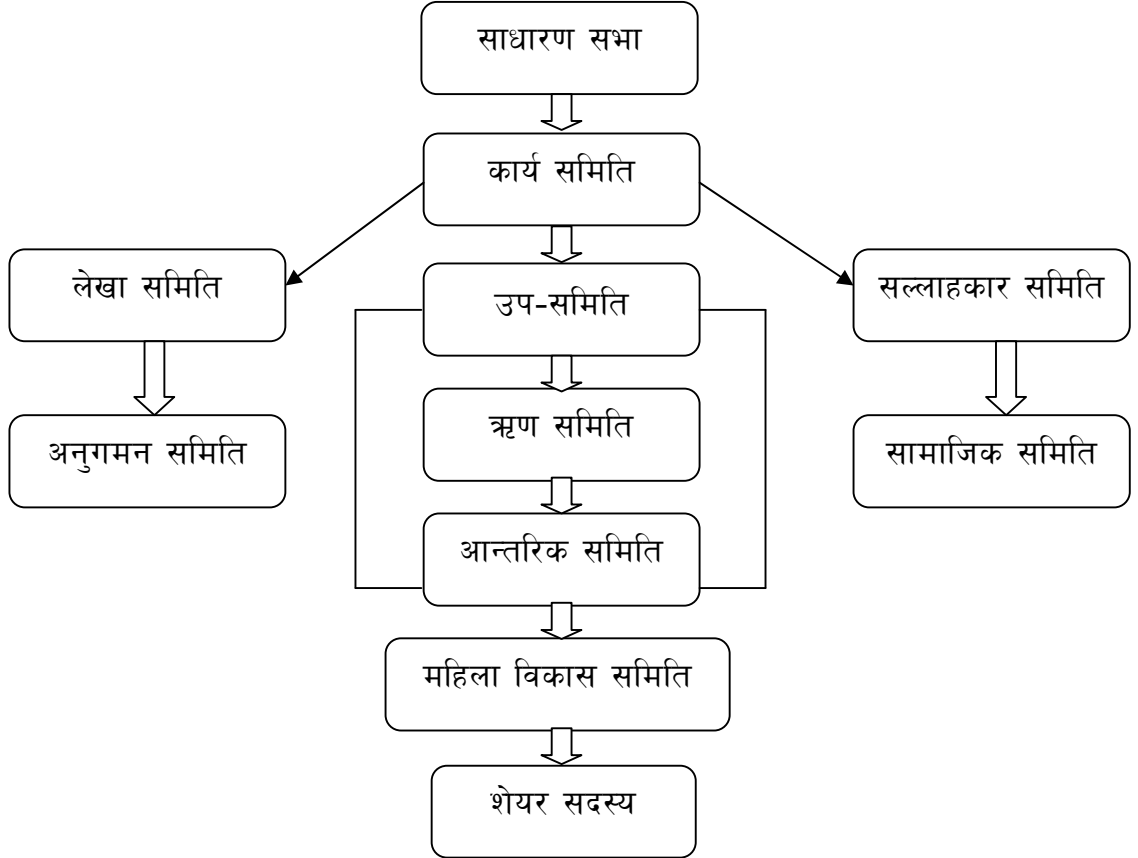 साधारण सभा
कार्य समिति
लेखा समिति
उप-समिति
सल्लाहकार समिति
अनुगमन समिति
ऋण समिति
सामाजिक समिति
आन्तरिक समिति
महिला विकास समिति
शेयर सदस्य